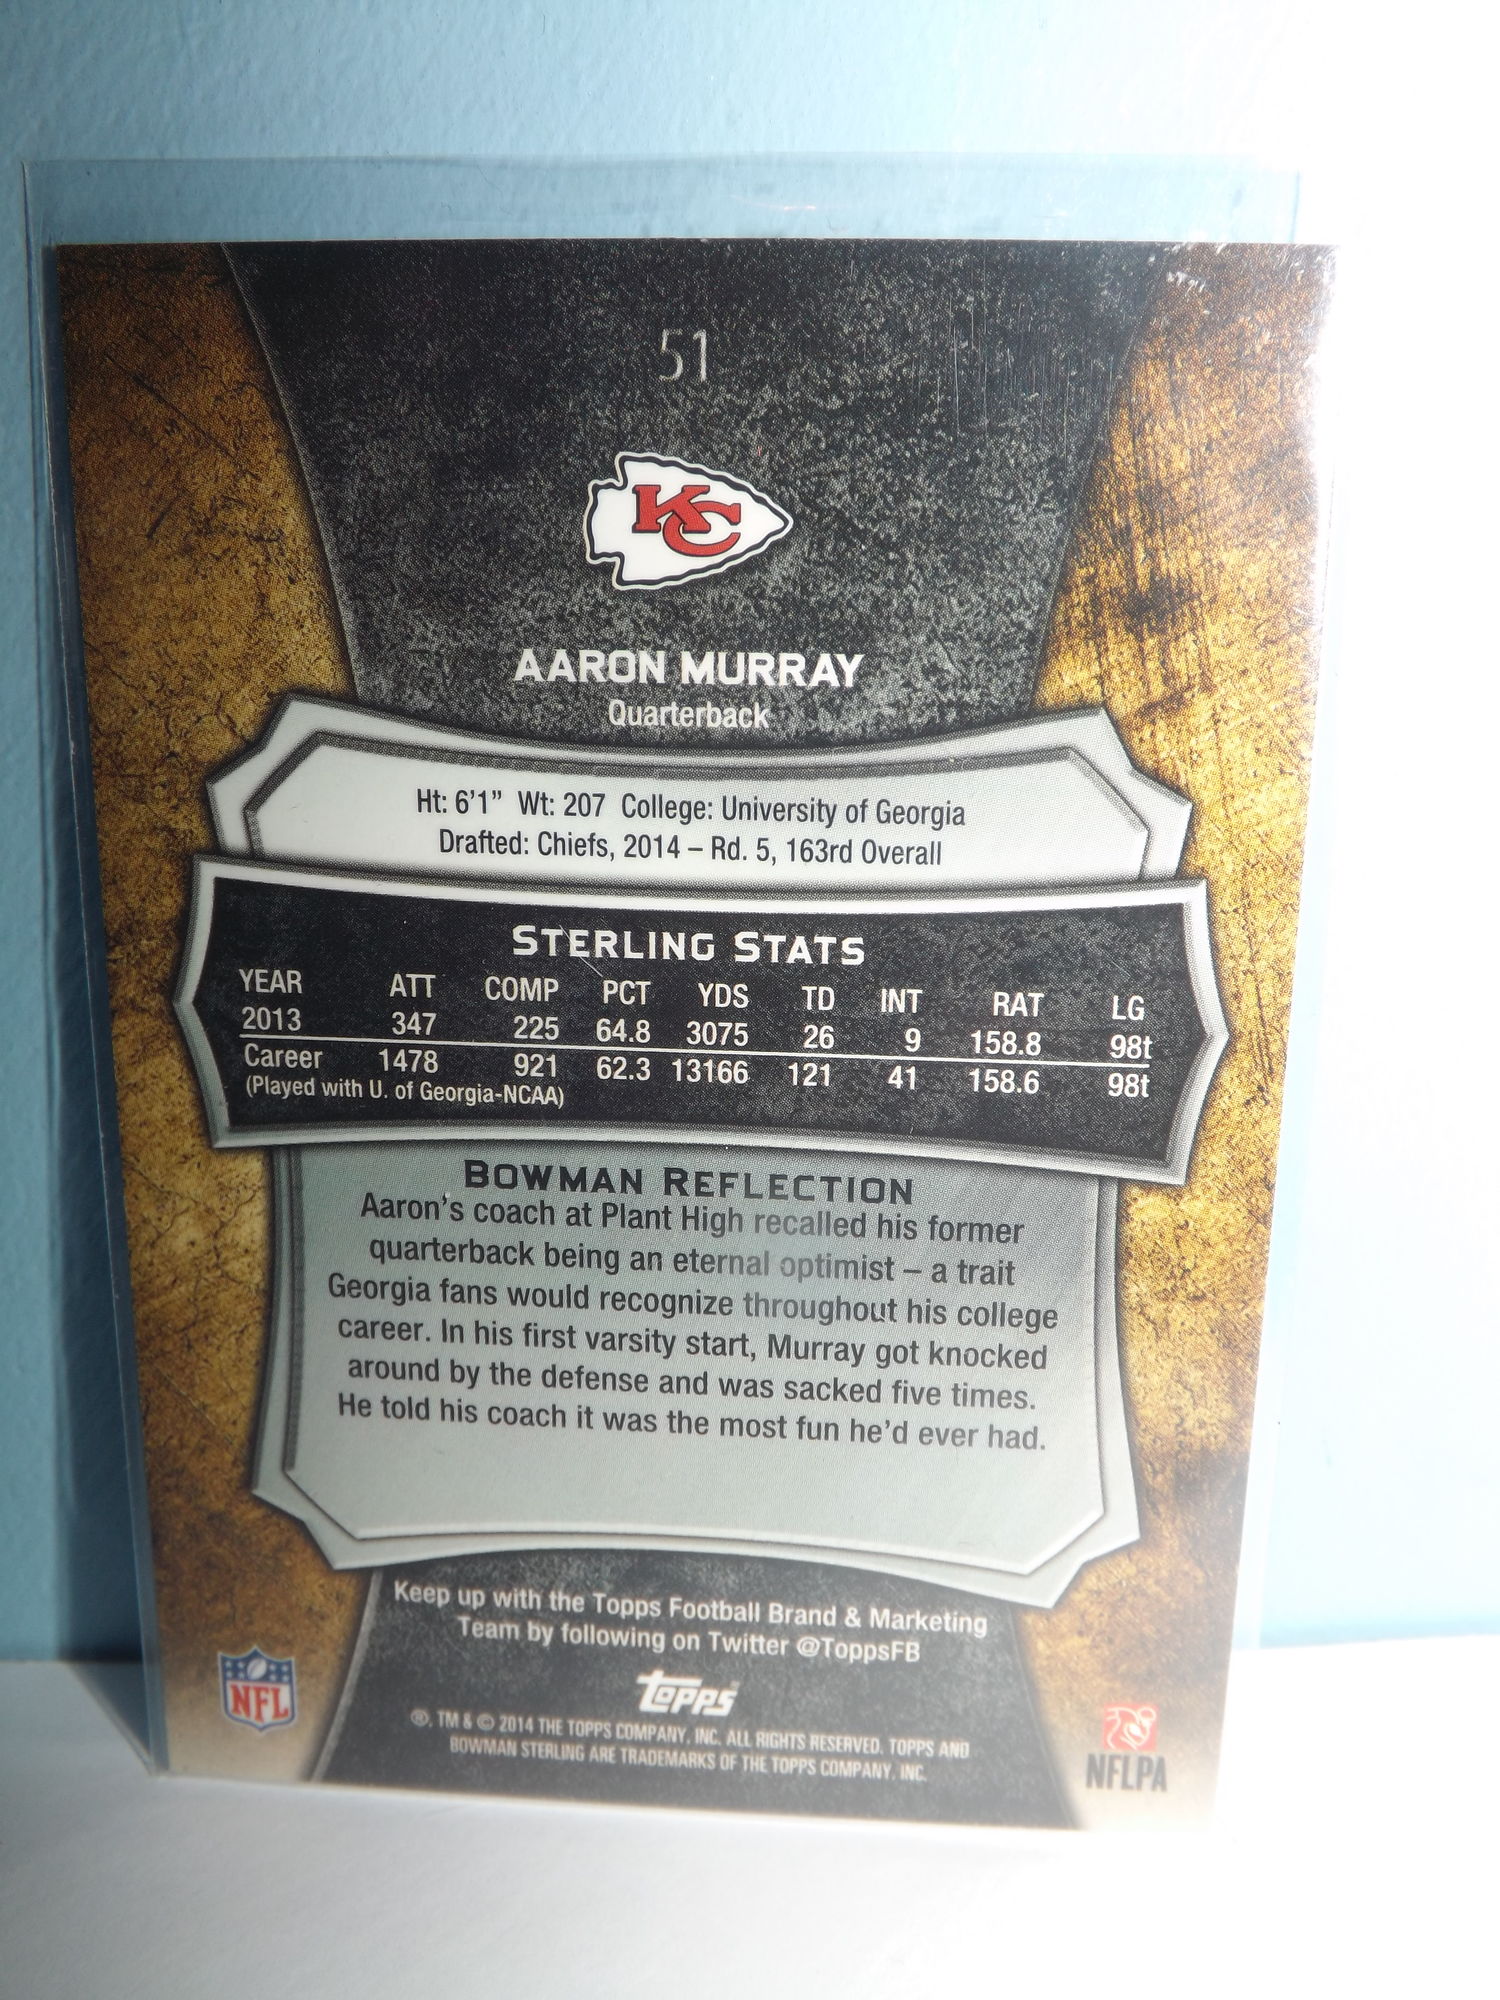 51
KC
AARON MURRAY
Quarterback
Ht: 6'1" Wt: 207 College: University of Georgia
Drafted: Chiefs, 2014 – Rd. 5, 163rd Overall
STERLING STATS
YEAR ATT COMP PCT YDS TD INT RAT LG
2013 347 225 64.8 3075 26 9 158.8 98t
Career 1478 921 62.3 13166 121 41 158.6 98t
(Played with U. of Georgia-NCAA)
BOWMAN REFLECTION
Aaron's coach at Plant High recalled his former
quarterback being an eternal optimist – a trait
Georgia fans would recognize throughout his college
career. In his first varsity start, Murray got knocked
around by the defense and was sacked five times.
He told his coach it was the most fun he'd ever had.
Keep up with the Topps Football Brand & Marketing
Team by following on Twitter @ToppsFB
NFL
Topps
®, TM & © 2014 THE TOPPS COMPANY, INC. ALL RIGHTS RESERVED. TOPPS AND
BOWMAN STERLING ARE TRADEMARKS OF THE TOPPS COMPANY, INC.
NFLPA